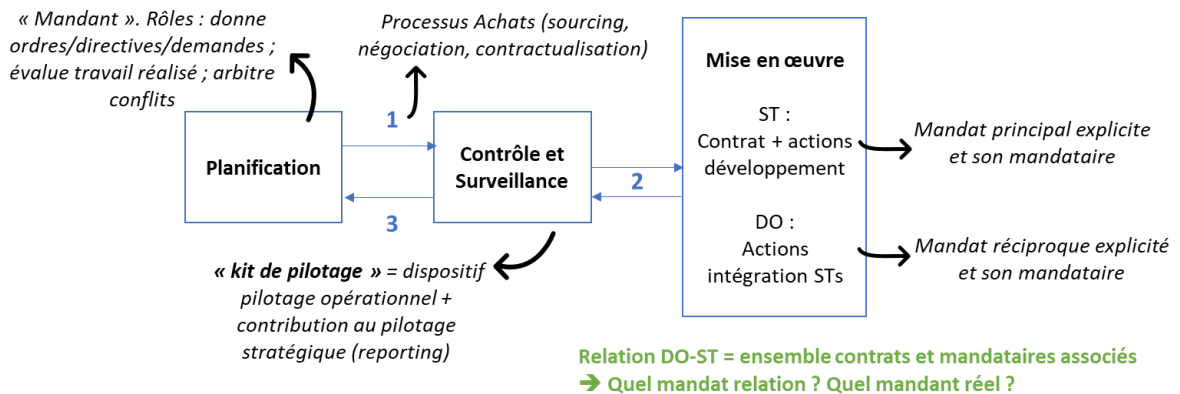 « Mandant ». Rôles : donne
ordres/directives/demandes ;
évalue travail réalisé ; arbitre
conflits
Processus Achats (sourcing,
négociation, contractualisation)
1
Planification
3
Contrôle et
Surveillance
2
Mise en œuvre
ST :
Contrat + actions
développement
DO :
Actions
intégration STs
Mandat principal explicite
et son mandataire
Mandat réciproque explicité
et son mandataire
« kit de pilotage » = dispositif
pilotage opérationnel +
contribution au pilotage
stratégique (reporting)
Relation DO-ST = ensemble contrats et mandataires associés
➔ Quel mandat relation ? Quel mandant réel ?